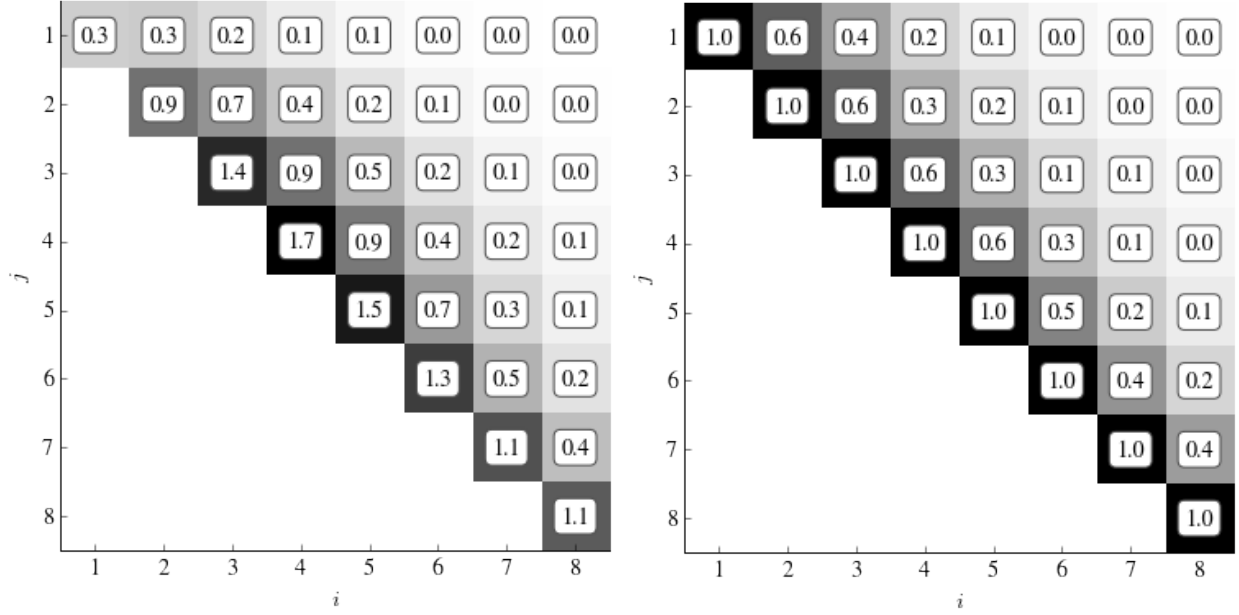 1 0.3 0.3 0.2 0.1 0.1 0.0 0.0 0.0
2 0.9 0.7 0.4 0.2 0.1 0.0 0.0
3 1.4 0.9 0.5 0.2 0.1 0.0
4 1.7 0.9 0.4 0.2 0.1
5 1.5 0.7 0.3 0.1
6 1.3 0.5 0.2
7 1.1 0.4
8 1.1
j
1 2 3 4 5 6 7 8
i
1 1.0 0.6 0.4 0.2 0.1 0.0 0.0 0.0
2 1.0 0.6 0.3 0.2 0.1 0.0 0.0
3 1.0 0.6 0.3 0.1 0.1 0.0
4 1.0 0.6 0.3 0.1 0.0
5 1.0 0.5 0.2 0.1
6 1.0 0.4 0.2
7 1.0 0.4
8 1.0
j
1 2 3 4 5 6 7 8
i